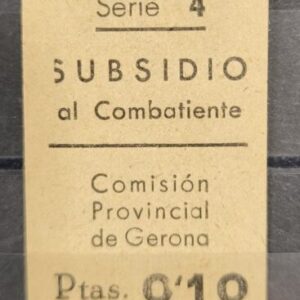 Serie 4
SUBSIDIO
al Combatiente
Comisión
Provincial
de Gerona
Ptas. 0'10